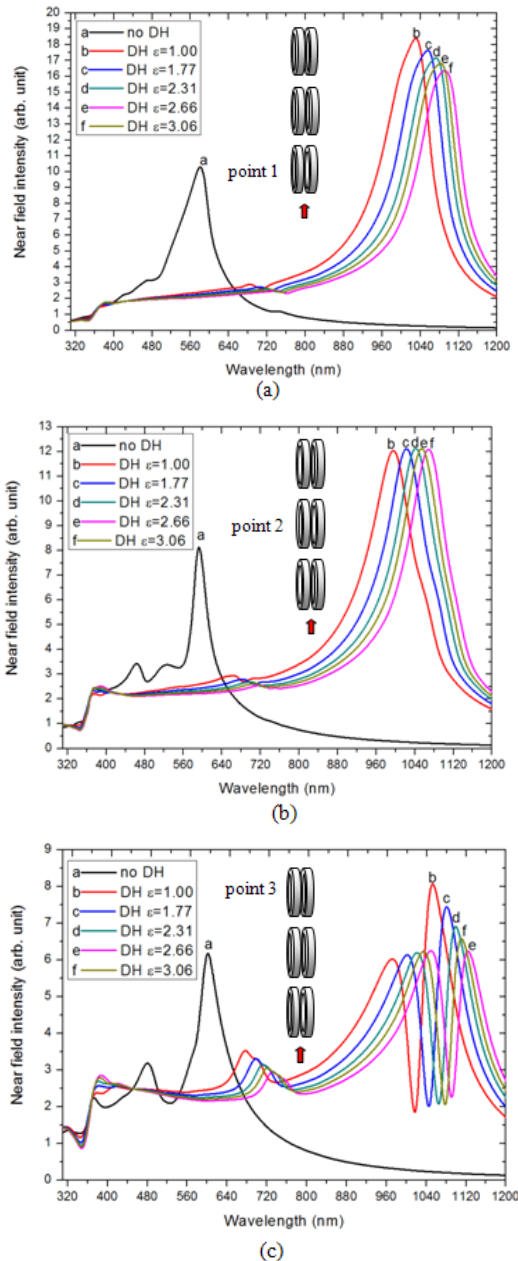 20
19
18
17
16
15
14
13
12
11
10
9
8
7
6
5
4
3
2
1
0
Near field intensity (arb. unit)
a no DH
b DH ε=1.00
c DH ε=1.77
d DH ε=2.31
e DH ε=2.66
f DH ε=3.06
point 1
a
b
c
d
e
f
320 400 480 560 640 720 800 880 960 1040 1120 1200
Wavelength (nm)
(a)
13
12
11
10
9
8
7
6
5
4
3
2
1
0
Near field intensity (arb. unit)
a no DH
b DH ε=1.00
c DH ε=1.77
d DH ε=2.31
e DH ε=2.66
f DH ε=3.06
point 2
a
b c d e f
320 400 480 560 640 720 800 880 960 1040 1120 1200
Wavelength (nm)
(b)
9
8
7
6
5
4
3
2
1
0
Near field intensity (arb. unit)
a no DH
b DH ε=1.00
c DH ε=1.77
d DH ε=2.31
e DH ε=2.66
f DH ε=3.06
point 3
a
b
c
d
f
e
320 400 480 560 640 720 800 880 960 1040 1120 1200
Wavelength (nm)
(c)